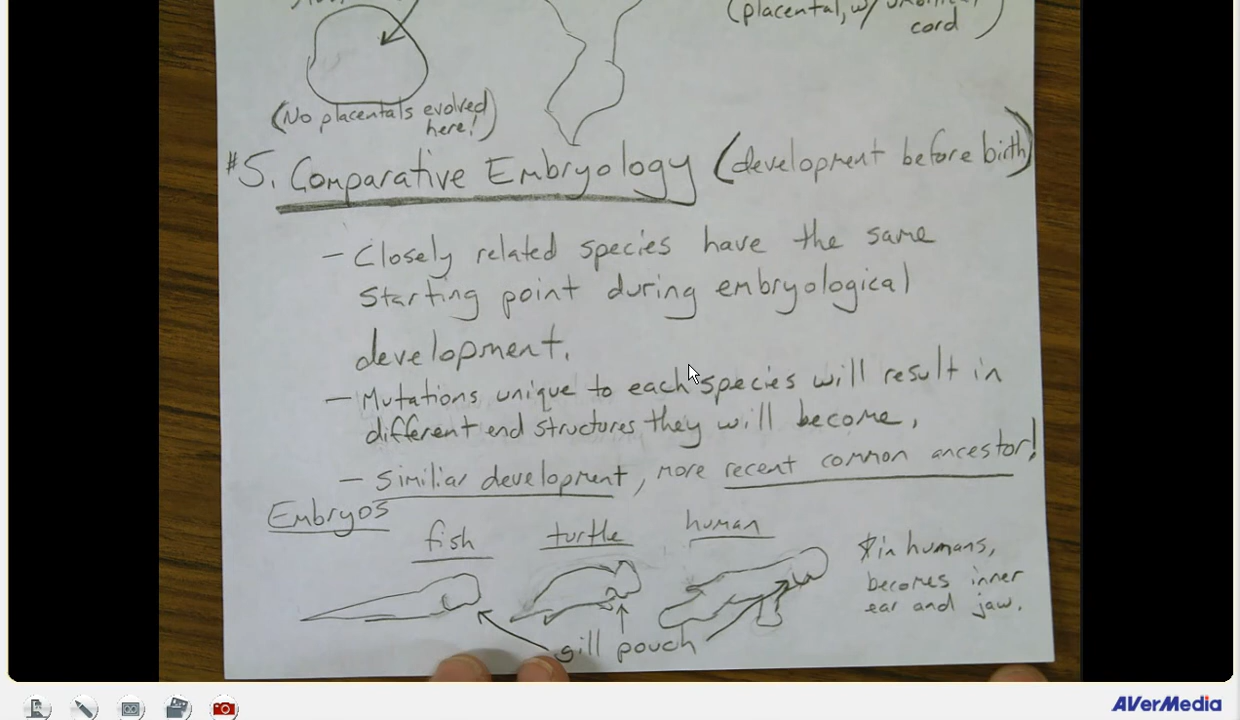 (placental, w/
cord)
(No placentals evolved
here!)
#5. Comparative Embryology (development before birth)
- Closely related species have the same
starting point during embryological
development.
- Mutations unique to each species will result in
different end structures they will become.
- Similiar development, more recent common ancestor!
Embryos
fish turtle human
*in humans,
becomes inner
ear and jaw.
gill pouch
AVerMedia